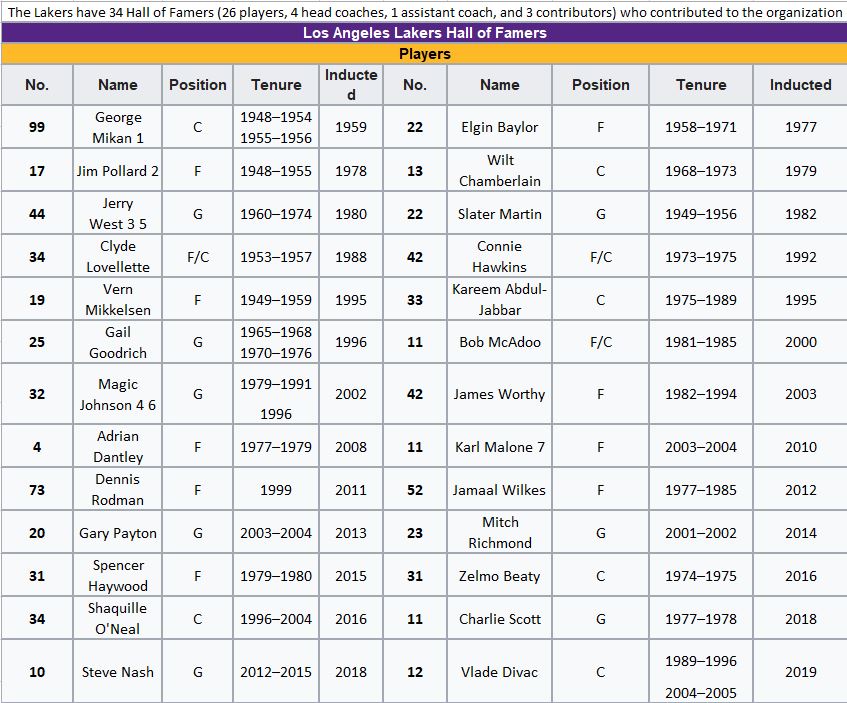 The Lakers have 34 Hall of Famers (26 players, 4 head coaches, 1 assistant coach, and 3 contributors) who contributed to the organization
Los Angeles Lakers Hall of Famers
Players
No. Name Position Tenure Inducte
d No. Name Position Tenure Inducted
99 George
Mikan 1 C 1948–1954
1955–1956 1959 22 Elgin Baylor F 1958–1971 1977
17 Jim Pollard 2 F 1948–1955 1978 13 Wilt
Chamberlain C 1968–1973 1979
44 Jerry
West 3 5 G 1960–1974 1980 22 Slater Martin G 1949–1956 1982
34 Clyde
Lovellette F/C 1953–1957 1988 42 Connie
Hawkins F/C 1973–1975 1992
19 Vern
Mikkelsen F 1949–1959 1995 33 Kareem Abdul-
Jabbar C 1975–1989 1995
25 Gail
Goodrich G 1965–1968
1970–1976 1996 11 Bob McAdoo F/C 1981–1985 2000
32 Magic
Johnson 4 6 G 1979–1991
1996 2002 42 James Worthy F 1982–1994 2003
4 Adrian
Dantley F 1977–1979 2008 11 Karl Malone 7 F 2003–2004 2010
73 Dennis
Rodman F 1999 2011 52 Jamaal Wilkes F 1977–1985 2012
20 Gary Payton G 2003–2004 2013 23 Mitch
Richmond G 2001–2002 2014
31 Spencer
Haywood F 1979–1980 2015 31 Zelmo Beaty C 1974–1975 2016
34 Shaquille
O'Neal C 1996–2004 2016 11 Charlie Scott G 1977–1978 2018
10 Steve Nash G 2012–2015 2018 12 Vlade Divac C 1989–1996
2004–2005 2019